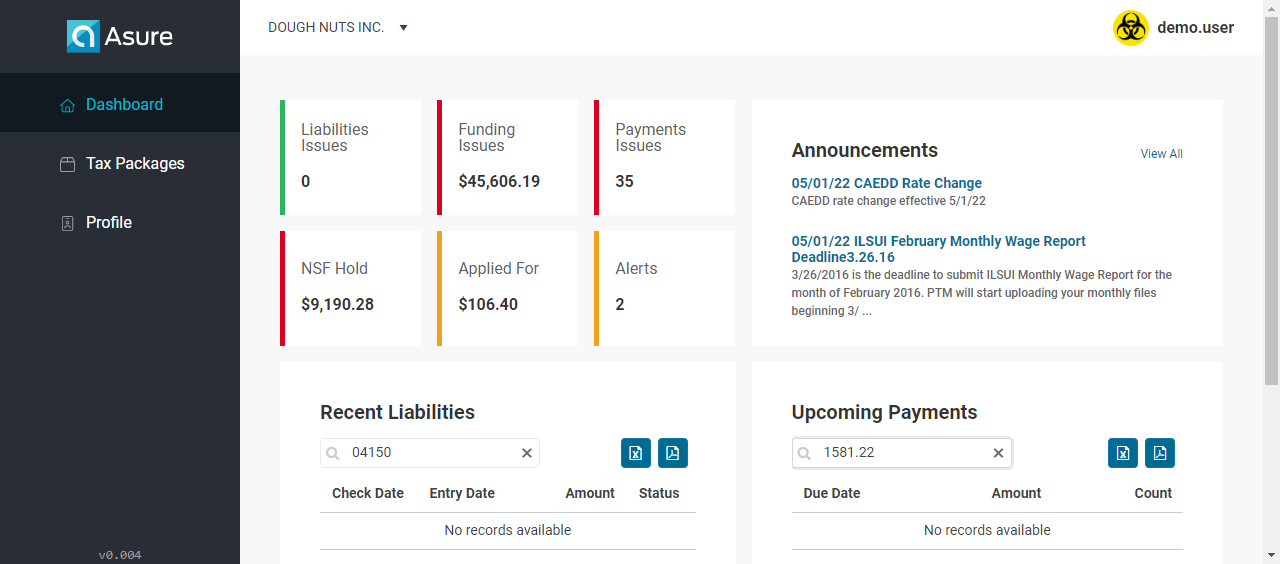 Asure
DOUGH NUTS INC.
demo.user
Dashboard
Tax Packages
Profile
v0.004
Liabilities
Issues
0
Funding
Issues
$45,606.19
Payments
Issues
35
NSF Hold
$9,190.28
Applied For
$106.40
Alerts
2
Announcements
View All
05/01/22 CAEDD Rate Change
CAEDD rate change effective 5/1/22
05/01/22 ILSUI February Monthly Wage Report
Deadline3.26.16
3/26/2016 is the deadline to submit ILSUI Monthly Wage Report for the
month of February 2016. PTM will start uploading your monthly files
beginning 3/ ...
Recent Liabilities
04150
Check Date Entry Date Amount Status
No records available
Upcoming Payments
1581.22
Due Date Amount Count
No records available